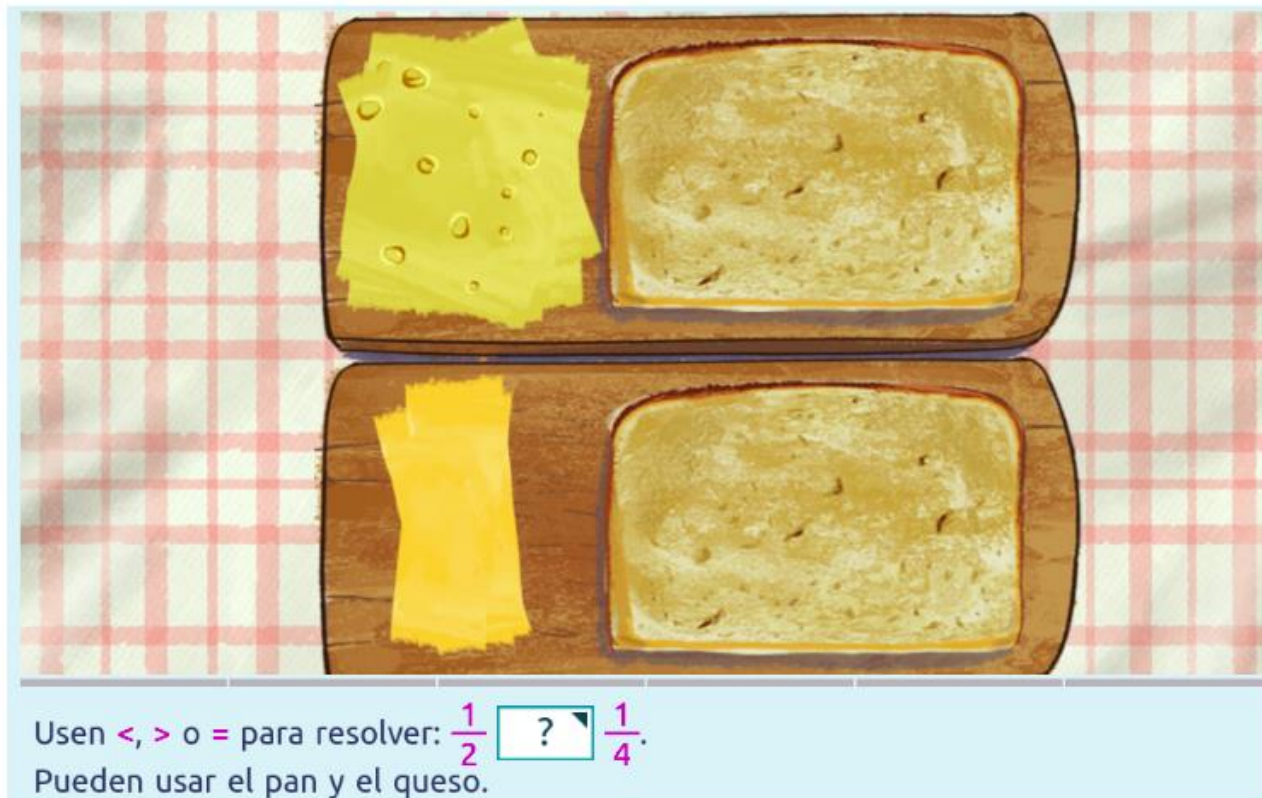 Usen <, > o = para resolver: 1/2 ? 1/4.
Pueden usar el pan y el queso.